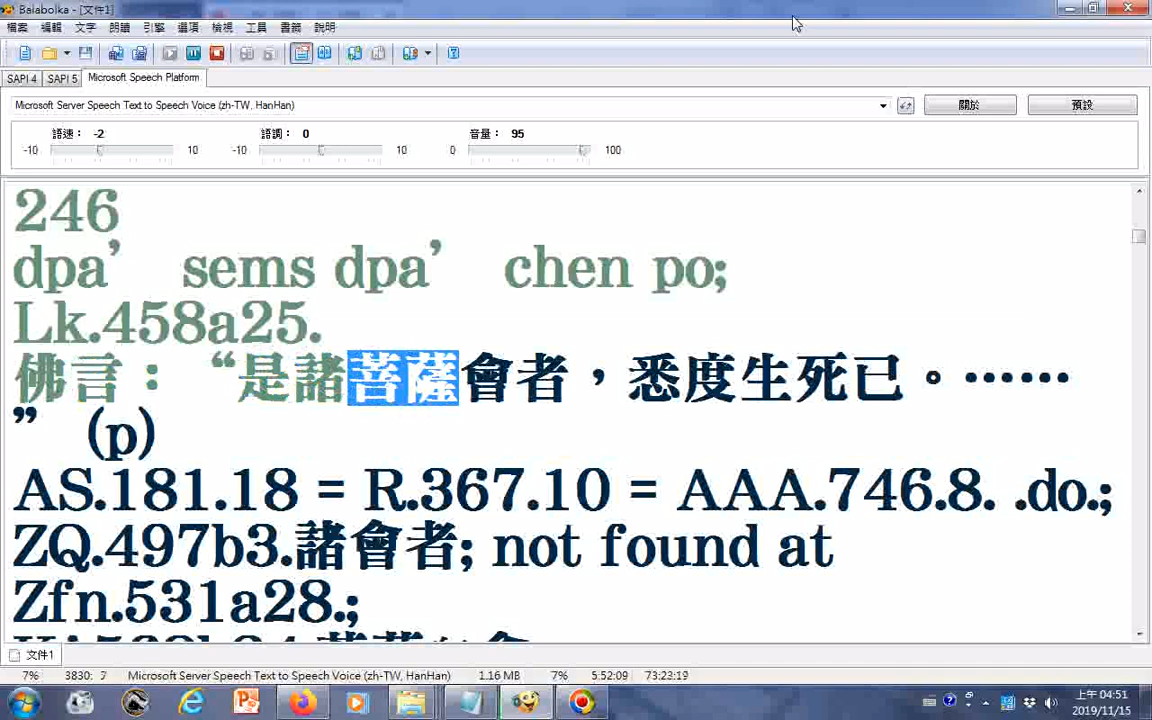 Balabolka - [文件1]
檔案 編輯 文字 朗讀 引擎 選項 檢視 工具 書籤 說明
SAPI 4 SAPI 5 Microsoft Speech Platform
Microsoft Server Speech Text to Speech Voice (zh-TW, HanHan) 關於 預設
語速： -2 語調： 0 音量： 95
-10 10 -10 10 0 100
246
dpa’ sems dpa’ chen po;
Lk.458a25.
佛言：“是諸菩薩會者，悉度生死已。……
” (p)
AS.181.18 = R.367.10 = AAA.746.8. .do.;
ZQ.497b3.諸會者; not found at
Zfn.531a28.;
文件1
7% 3830: 7 Microsoft Server Speech Text to Speech Voice (zh-TW, HanHan) 1.16 MB 7% 5:52:09 73:23:19
上午 04:51
2019/11/15